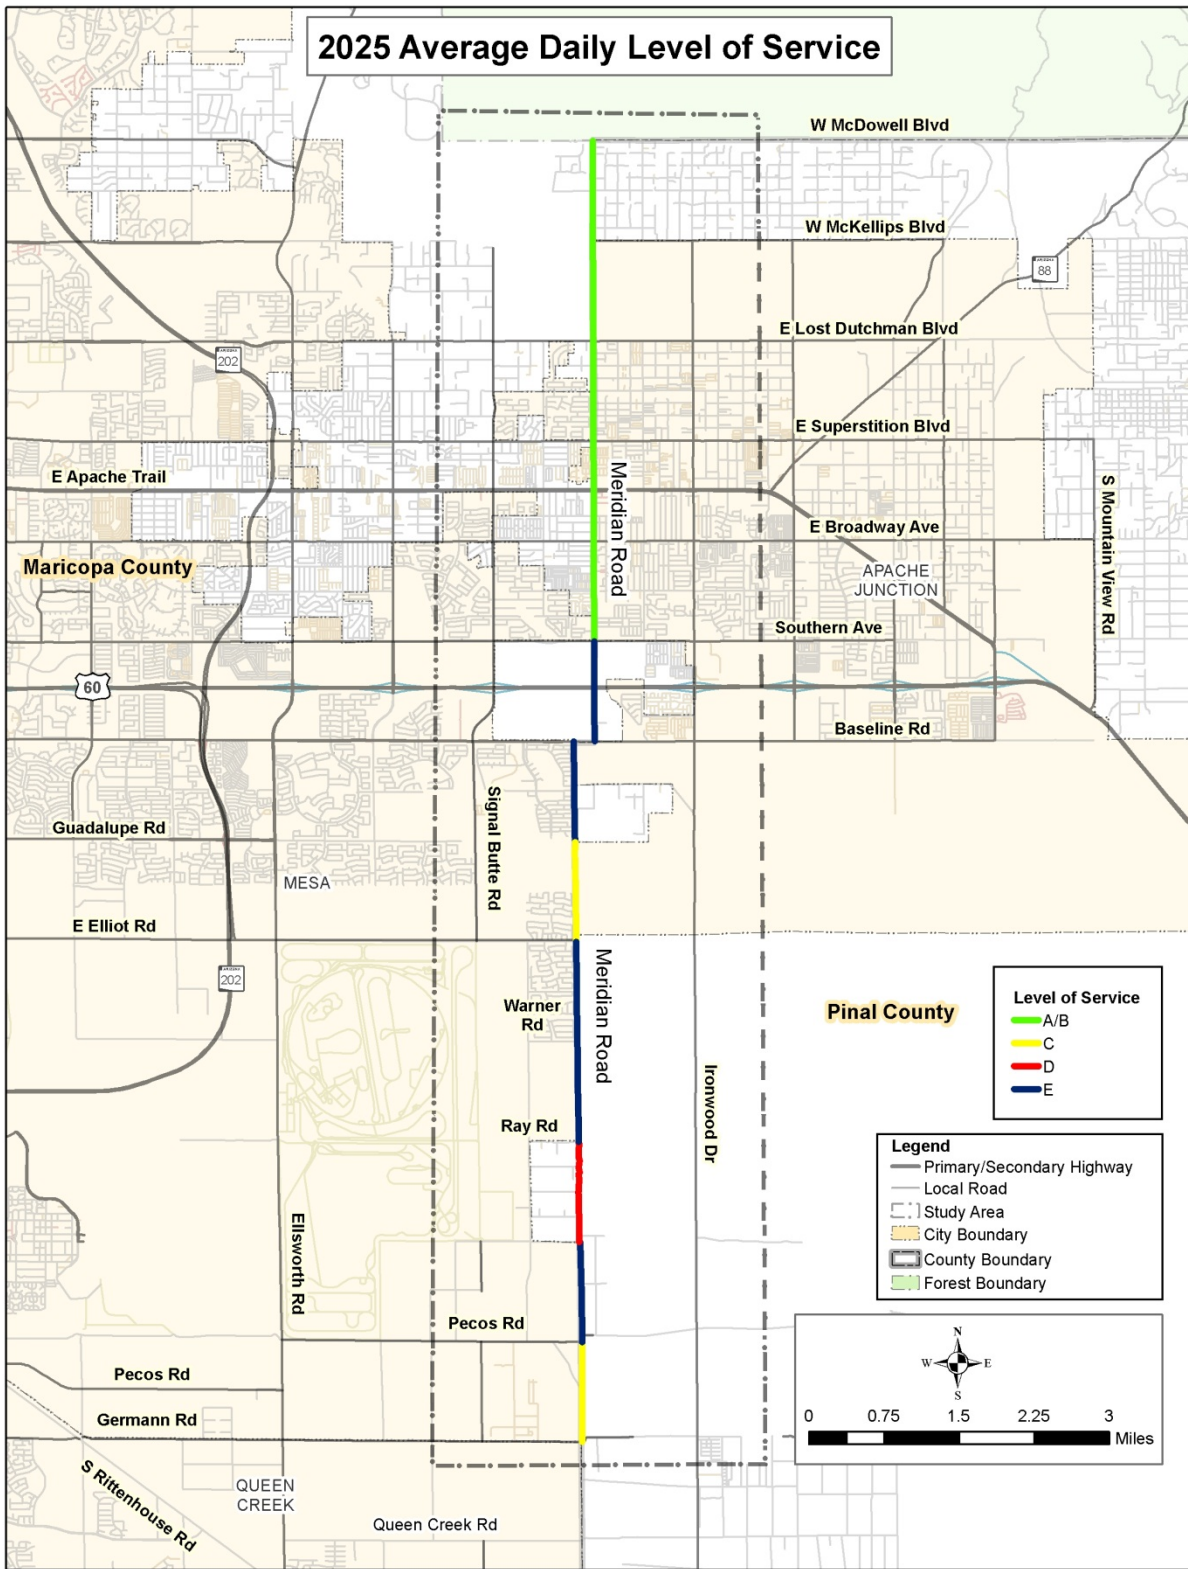 2025 Average Daily Level of Service
W McDowell Blvd
W McKellips Blvd
ARIZONA
88
E Lost Dutchman Blvd
ARIZONA
202
E Superstition Blvd
E Apache Trail
Meridian Road
S Mountain View Rd
E Broadway Ave
Maricopa County
APACHE
JUNCTION
Southern Ave
60
Baseline Rd
Signal Butte Rd
Guadalupe Rd
MESA
E Elliot Rd
Meridian Road
ARIZONA
202
Warner
Rd
Pinal County
Level of Service
A/B
C
D
E
Ironwood Dr
Ray Rd
Legend
Primary/Secondary Highway
Local Road
Study Area
City Boundary
County Boundary
Forest Boundary
Ellsworth Rd
Pecos Rd
N
W
E
S
Pecos Rd
Germann Rd
0 0.75 1.5 2.25 3
Miles
S Rittenhouse Rd
QUEEN
CREEK
Queen Creek Rd